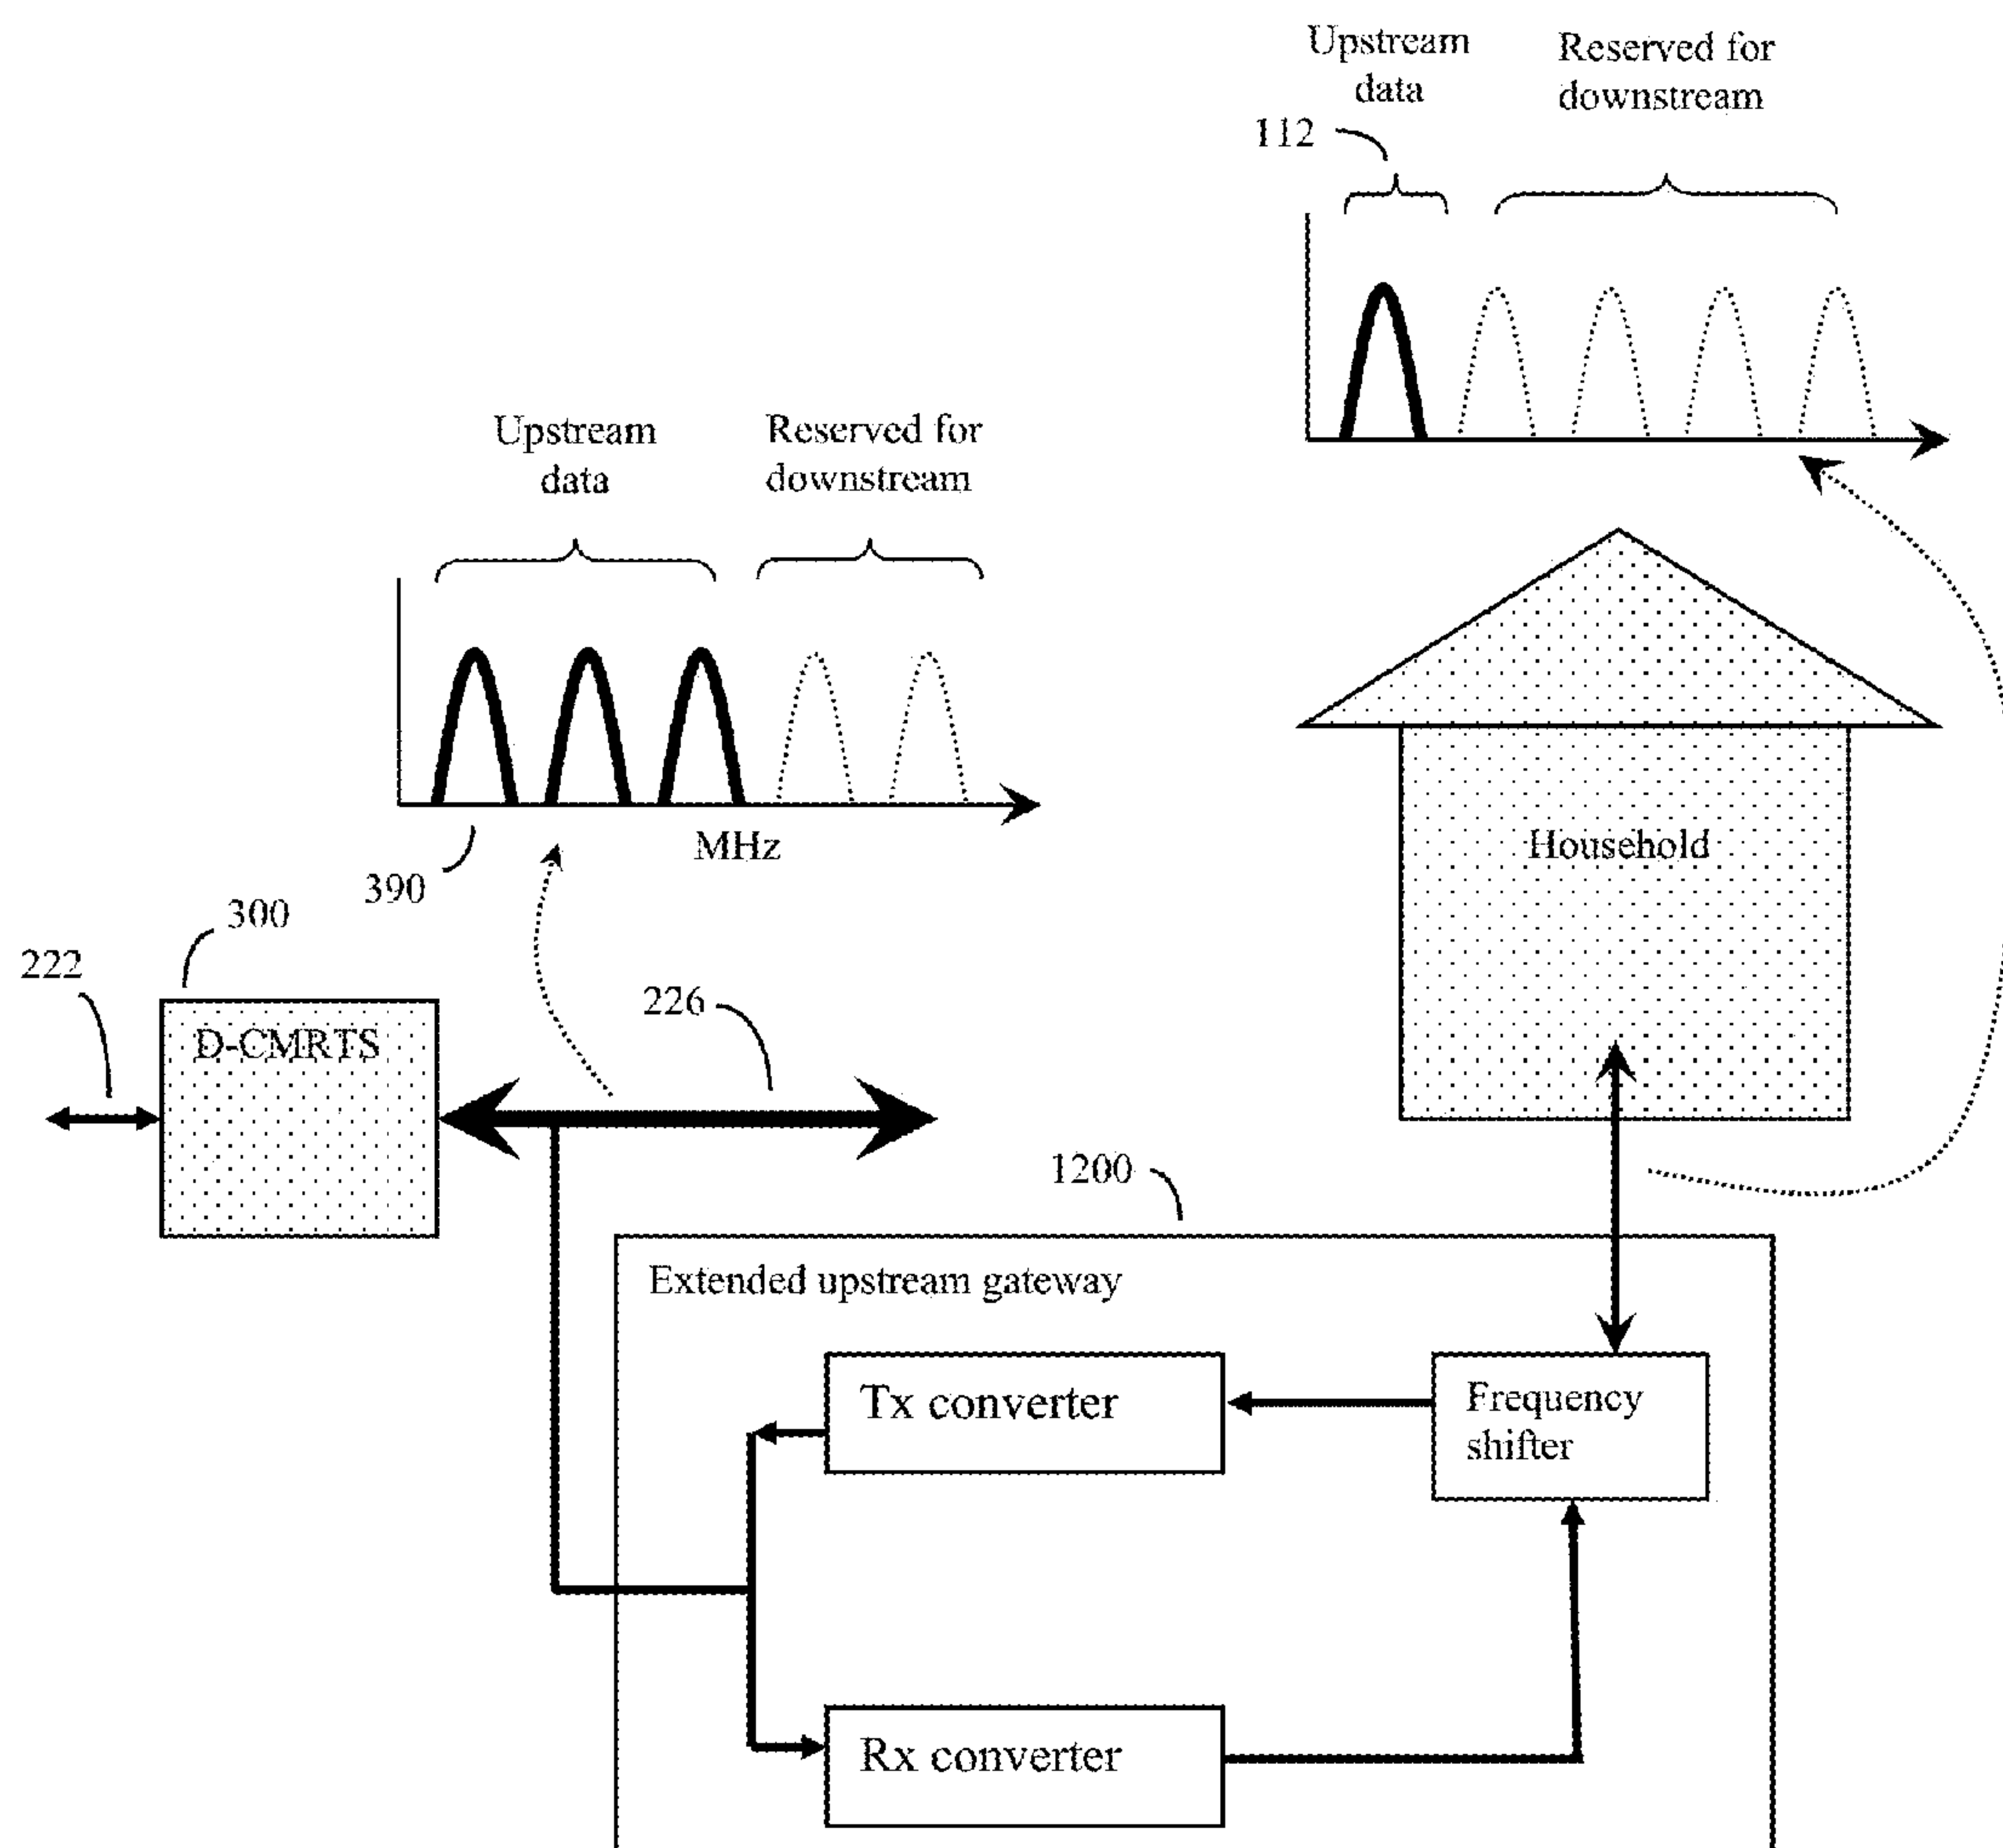 Upstream
data
Reserved for
downstream
112
Upstream
data
Reserved for
downstream
MHz
390
300
222
D-CMRTS
226
Household
1200
Extended upstream gateway
Tx converter
Frequency
shifter
Rx converter